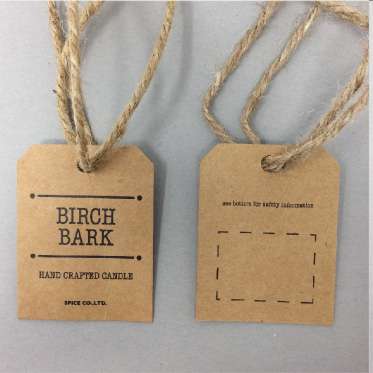 BIRCH
BARK
HAND CRAFTED CANDLE
SPICE CO.,LTD.
see bottom for safety information